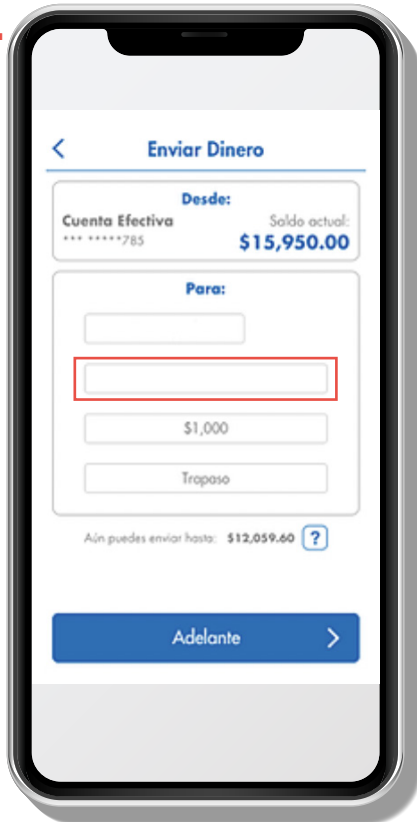 Enviar Dinero
Desde:
Cuenta Efectiva
Saldo actual:
*** *****785
$15,950.00
Para:
$1,000
Trapaso
Aún puedes enviar hasta: $12,059.60 ?
Adelante